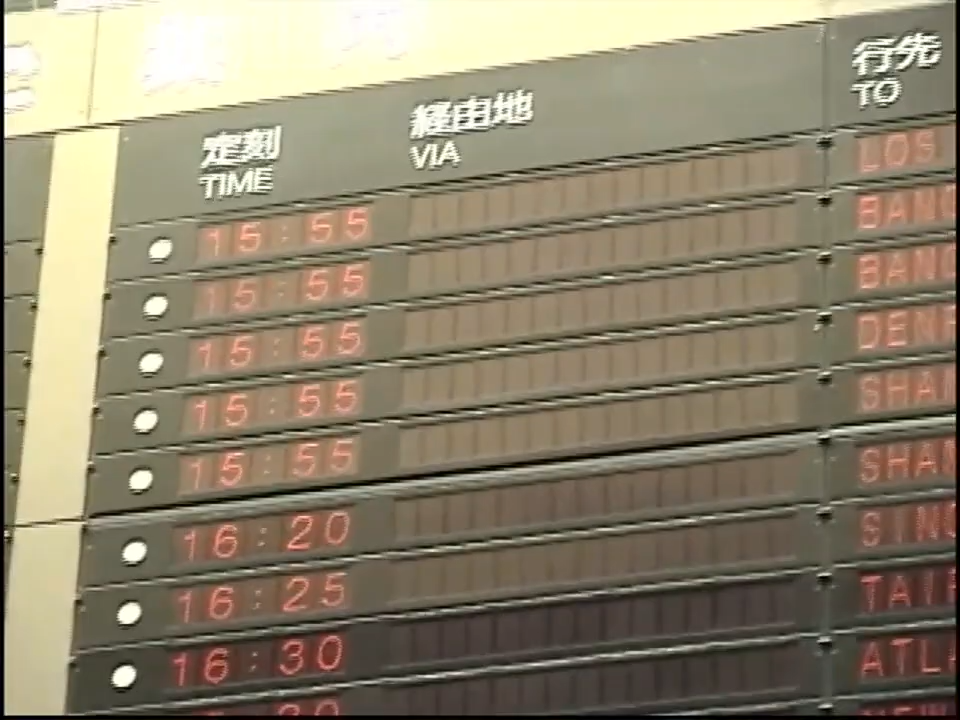 定刻 経由地 行先
TIME VIA TO
15:55 LOS
15:55 BANG
15:55 BANG
15:55 DENP
15:55 SHAN
16:20 SHAN
16:25 SING
16:30 TAIP
ATLA